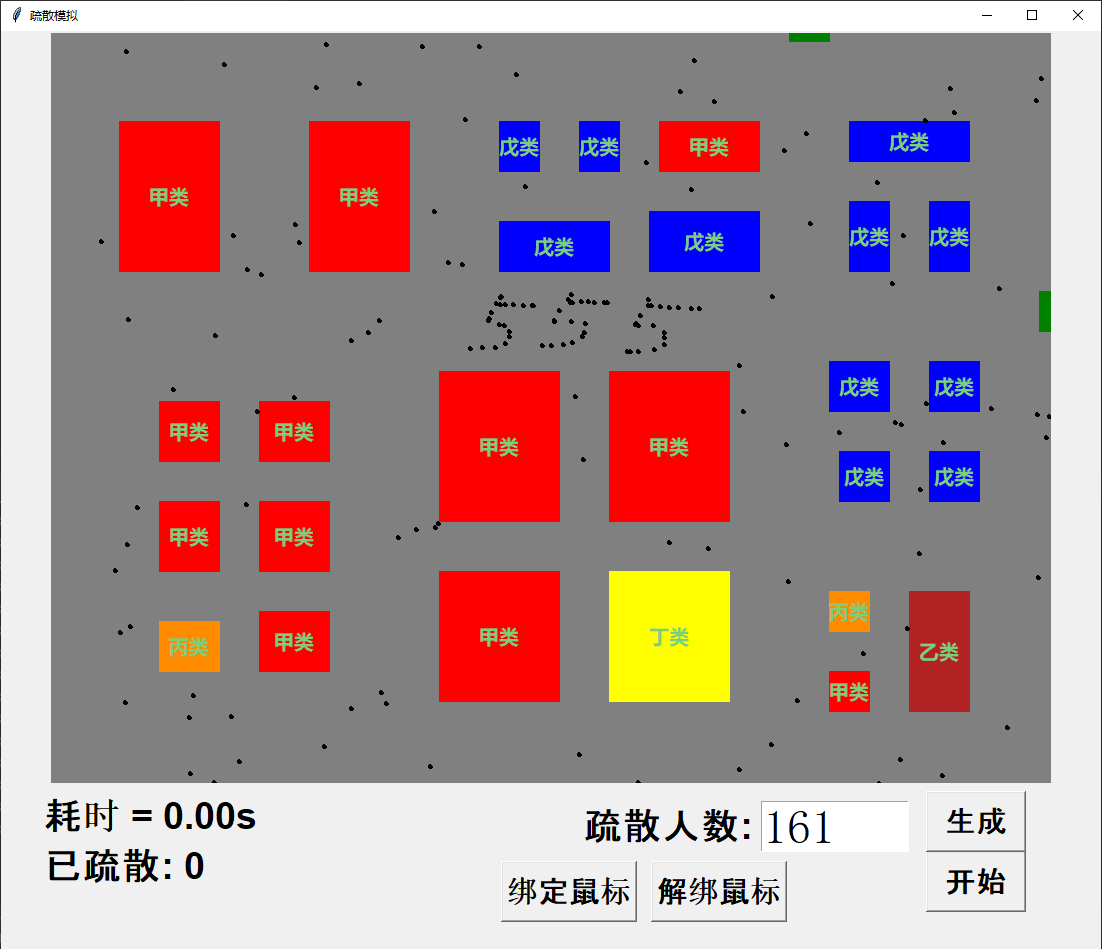 疏散模拟
戊类
戊类
甲类
戊类
甲类
甲类
戊类
戊类
戊类
戊类
555
戊类
戊类
甲类
甲类
甲类
甲类
戊类
戊类
甲类
甲类
丙类
甲类
丁类
甲类
丙类
乙类
甲类
耗时 = 0.00s
疏散人数: 161
生成
已疏散: 0
绑定鼠标
解绑鼠标
开始